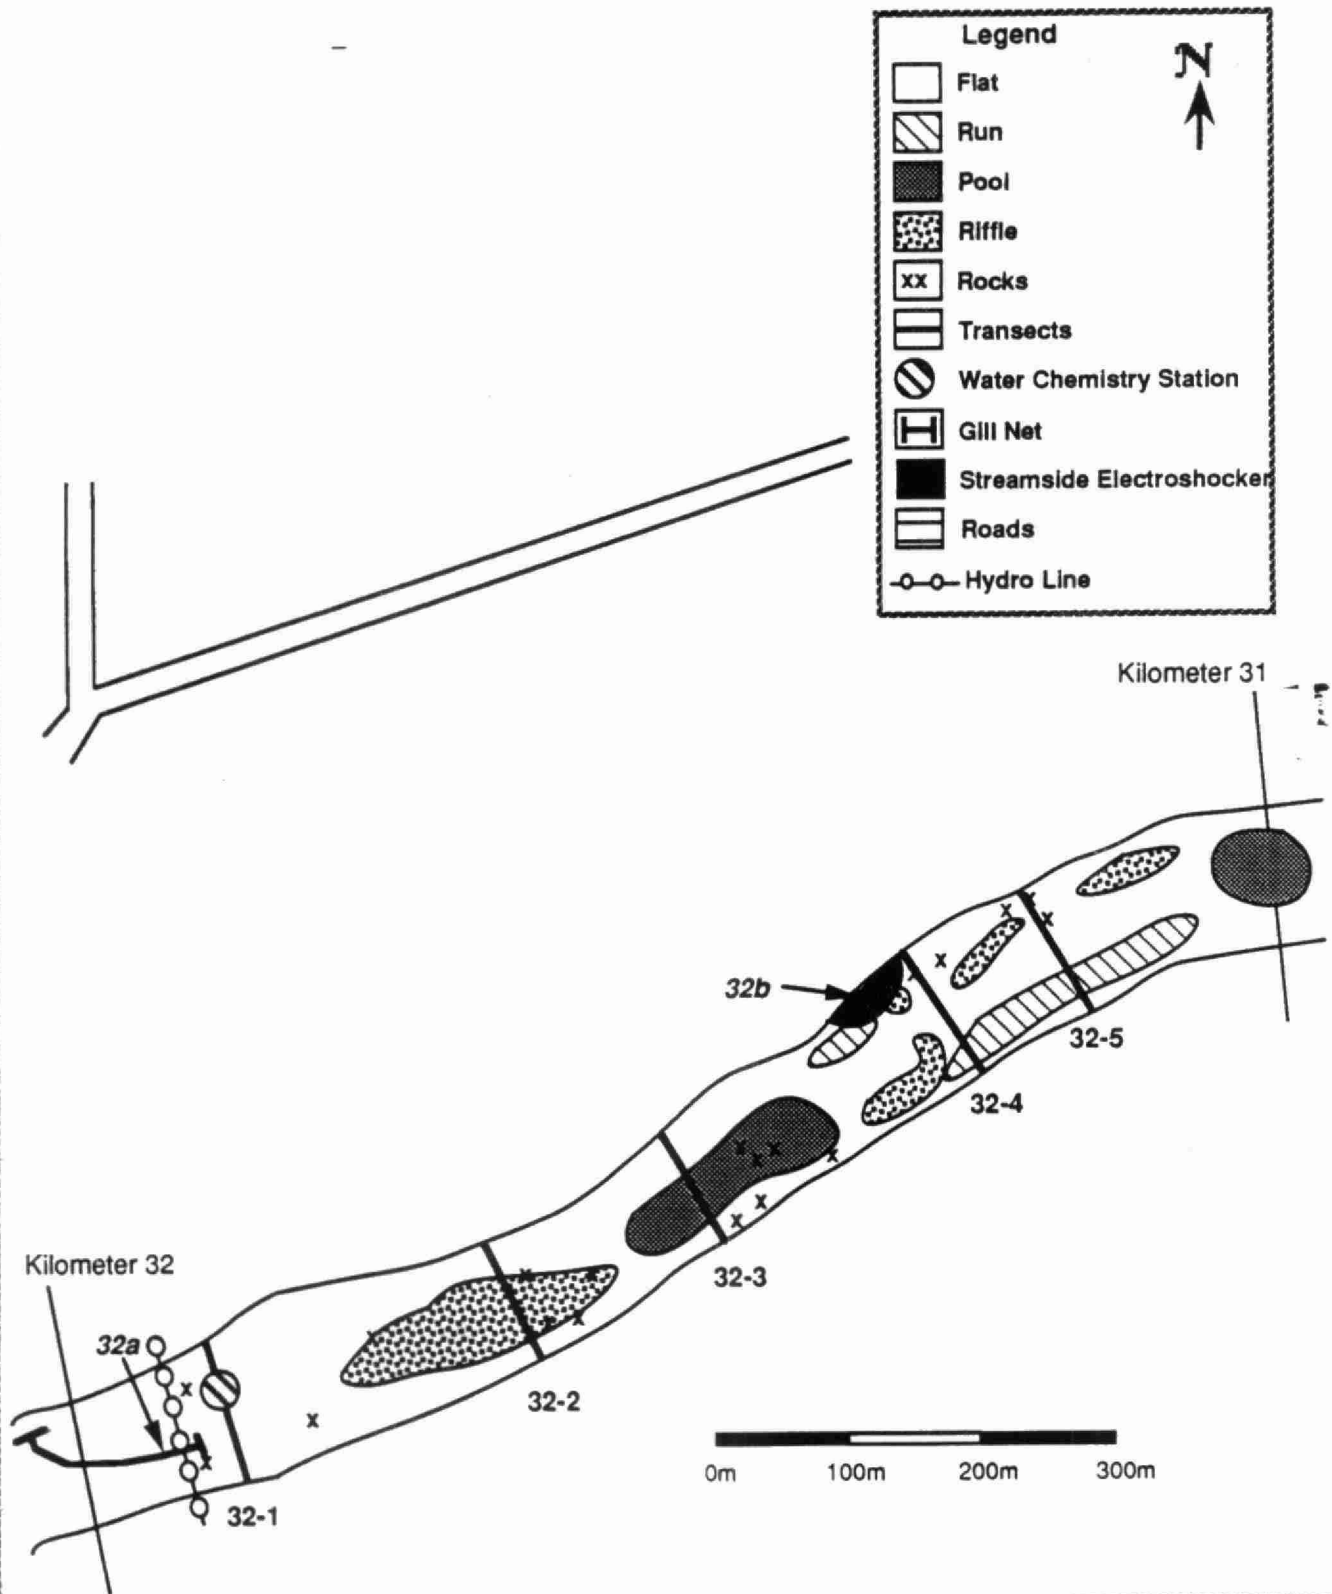 Legend
N
Flat
Run
Pool
Riffle
xx Rocks
Transects
Water Chemistry Station
Gill Net
Streamside Electroshocker
Roads
Hydro Line
Kilometer 31
32b
32-5
32-4
32-3
Kilometer 32
32a
32-2
32-1
0m 100m 200m 300m